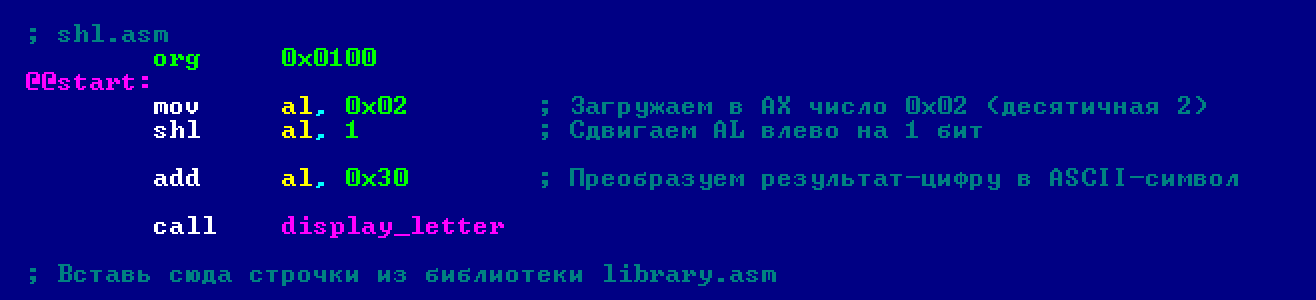 ; shl.asm
org 0x0100
@@start:
mov al, 0x02 ; Загружаем в AX число 0x02 (десятичная 2)
shl al, 1 ; Сдвигаем AL влево на 1 бит
add al, 0x30 ; Преобразуем результат-цифру в ASCII-символ
call display_letter
; Вставь сюда строчки из библиотеки library.asm